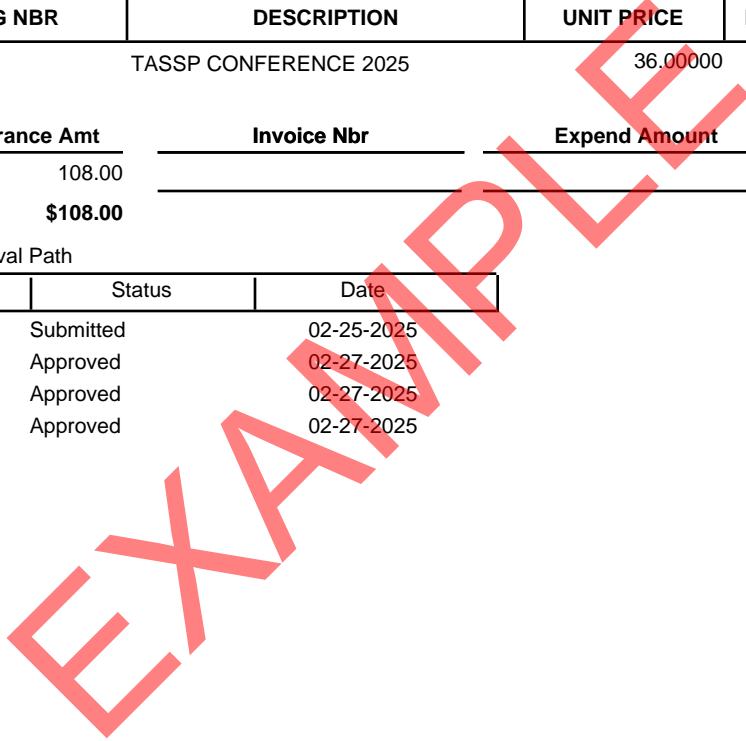 G NBR DESCRIPTION UNIT PRICE
TASSP CONFERENCE 2025 36.00000
rance Amt Invoice Nbr Expend Amount
108.00
$108.00
val Path
Status Date
Submitted 02-25-2025
Approved 02-27-2025
Approved 02-27-2025
Approved 02-27-2025
EXAMPLE